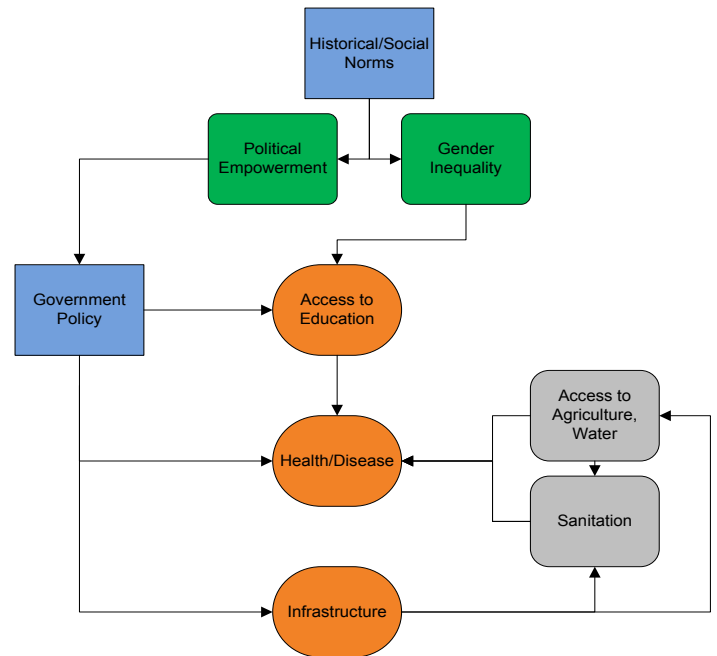 Historical/Social
Norms
Political
Empowerment
Gender
Inequality
Government
Policy
Access to
Education
Access to
Agriculture,
Water
Health/Disease
Sanitation
Infrastructure